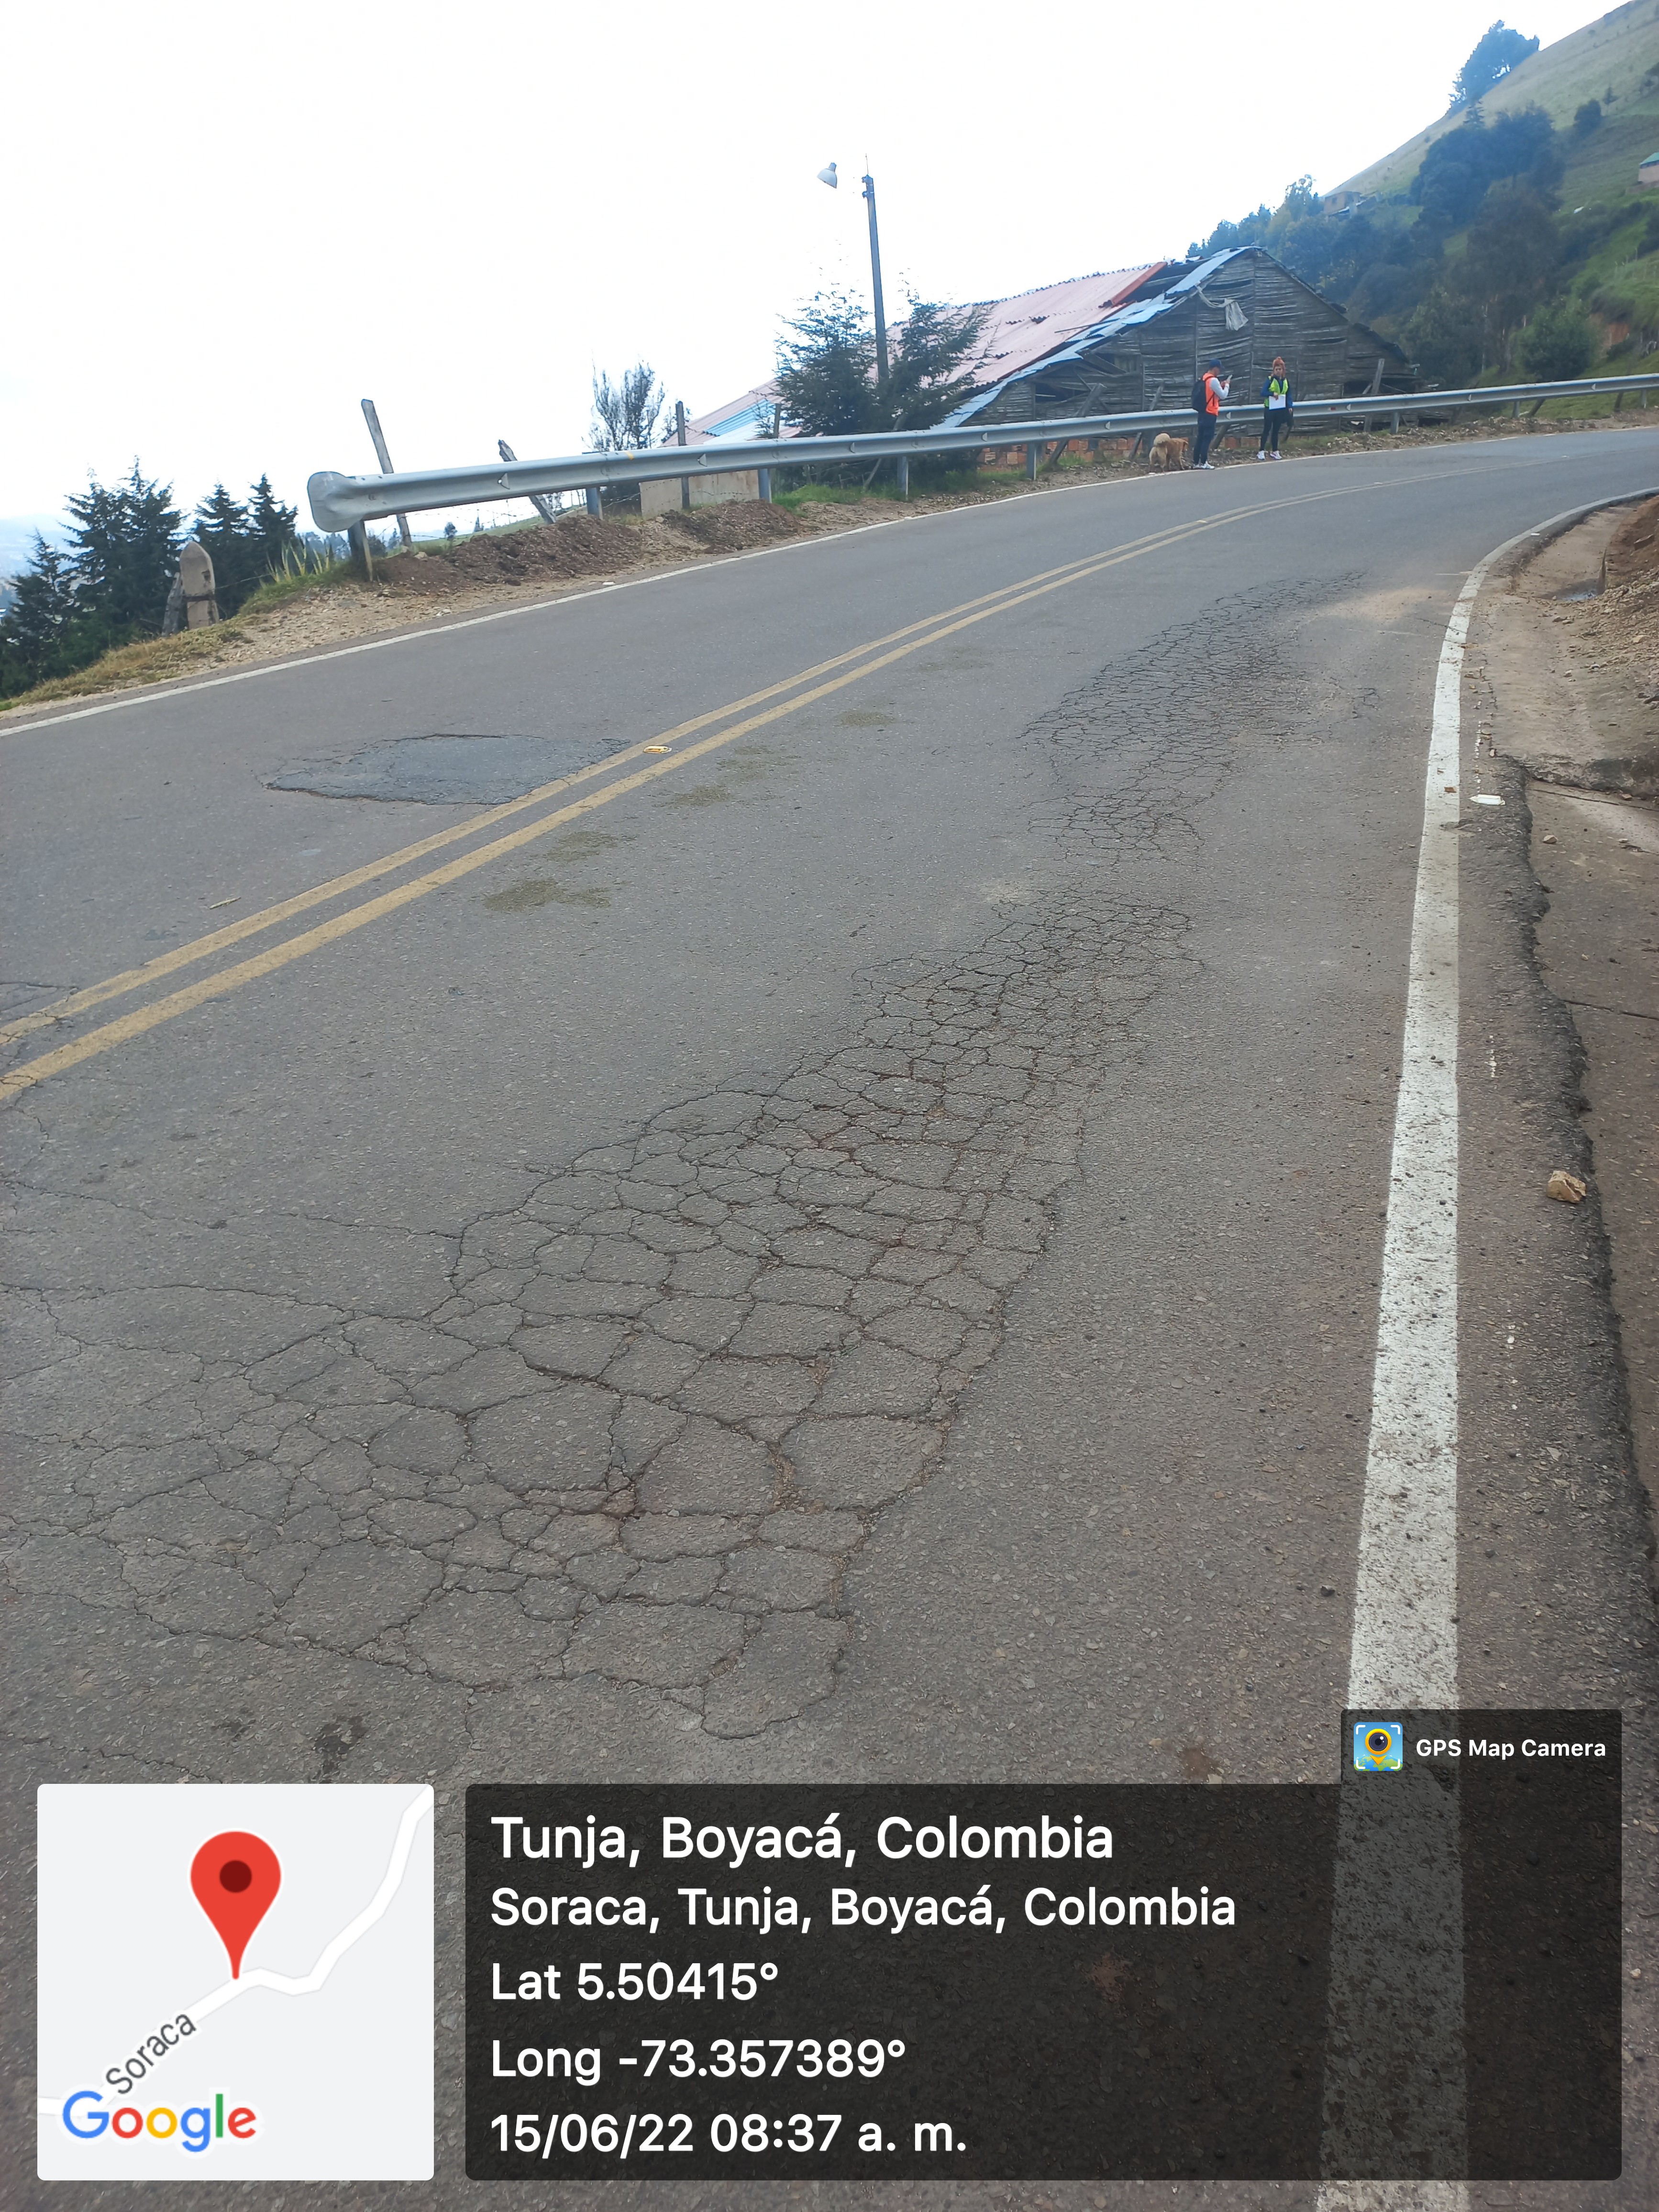 GPS Map Camera
Tunja, Boyacá, Colombia
Soraca, Tunja, Boyacá, Colombia
Lat 5.50415°
Long -73.357389°
15/06/22 08:37 a. m.
Soraca
Google